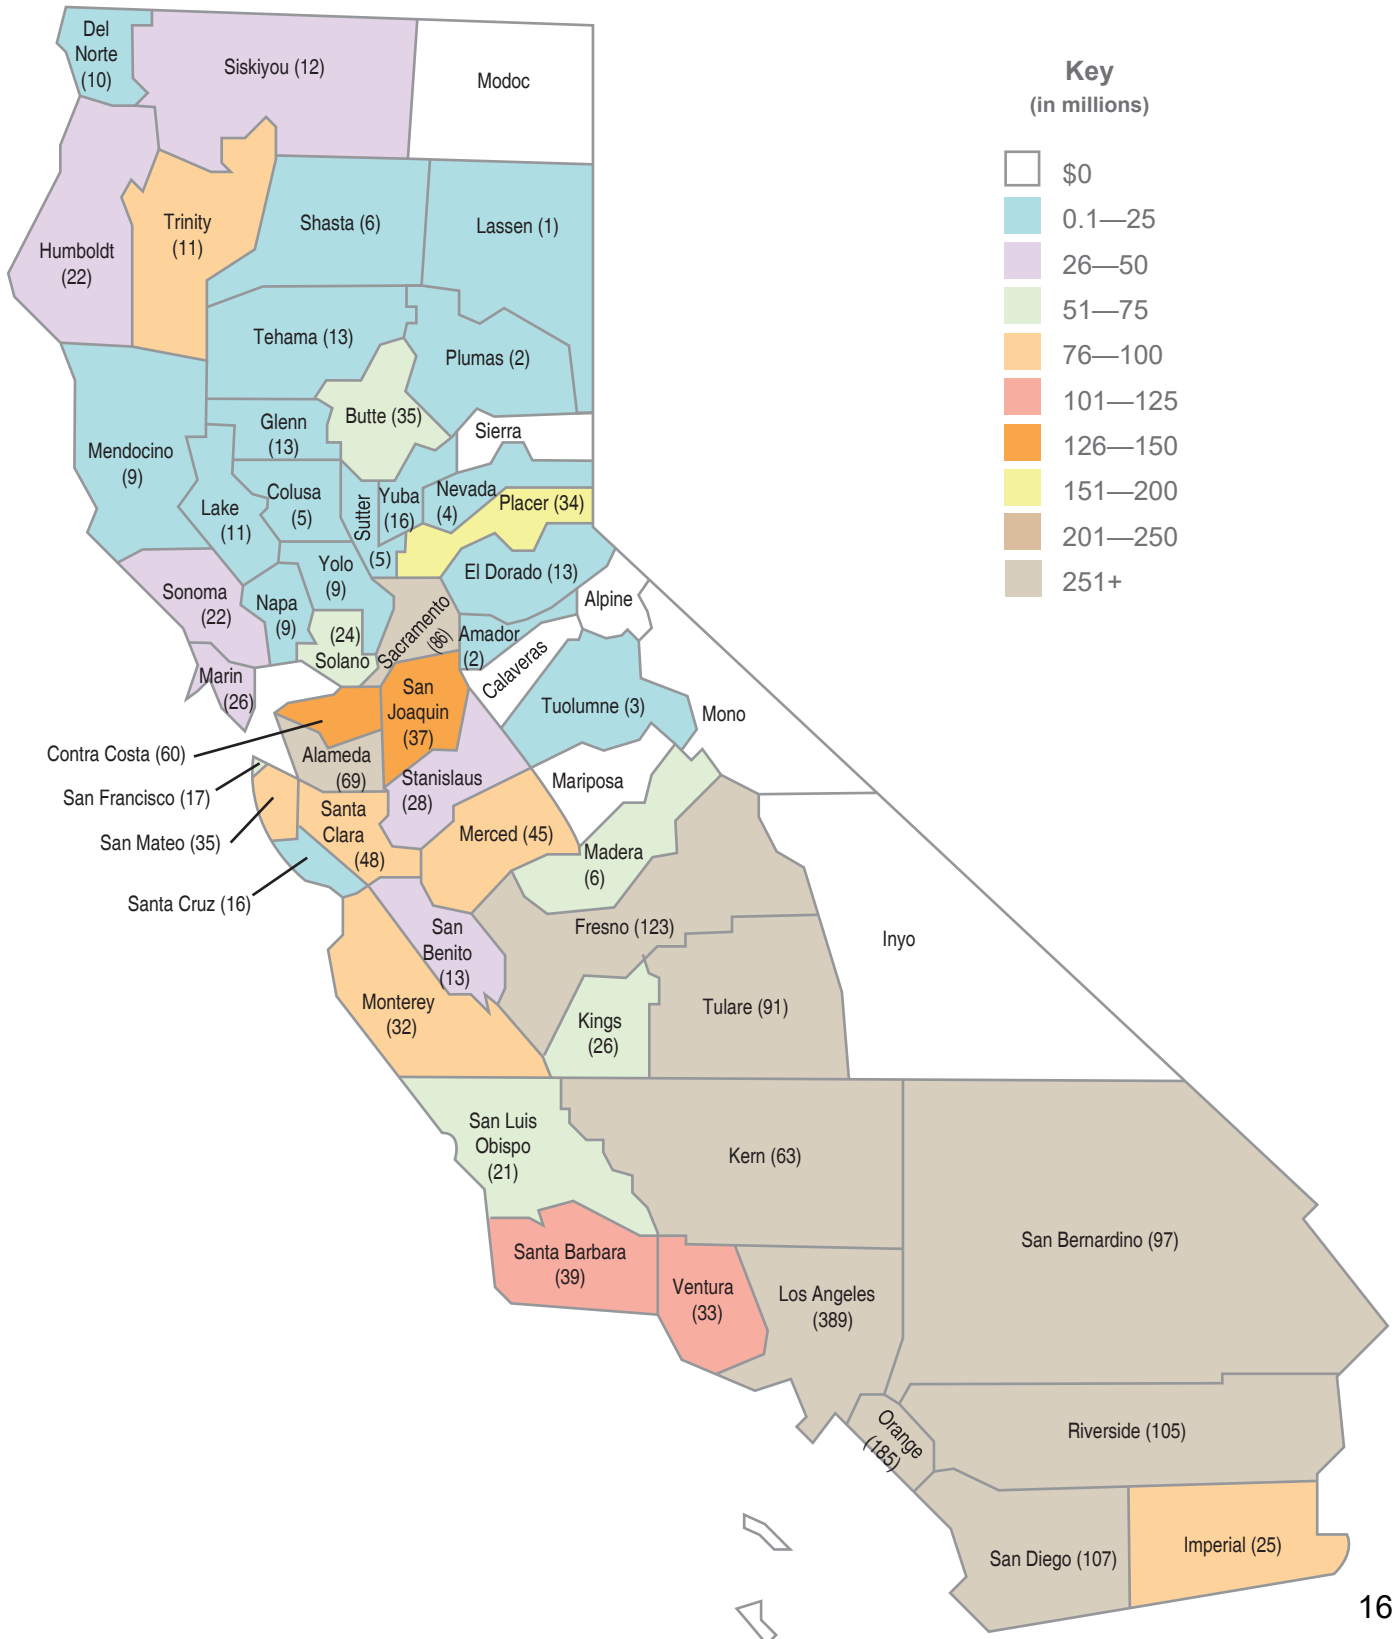 Del
Norte
(10)
Siskiyou (12)
Modoc
Key
(in millions)
$0
0.1—25
26—50
51—75
76—100
101—125
126—150
151—200
201—250
251+
Trinity
(11)
Shasta (6)
Lassen (1)
Humboldt
(22)
Tehama (13)
Plumas (2)
Butte (35)
Glenn
(13)
Sierra
Mendocino
(9)
Colusa
(5)
Lake
(11)
Sutter
(5)
Yuba
(16)
Nevada
(4)
Placer (34)
Yolo
(9)
El Dorado (13)
Sonoma
(22)
Napa
(9)
Alpine
(24)
Solano
Sacramento
(86)
Amador
(2)
Calaveras
Marin
(26)
San
Joaquin
(37)
Tuolumne (3)
Mono
Contra Costa (60)
Alameda
(69)
Stanislaus
(28)
Mariposa
San Francisco (17)
Santa
Clara
(48)
San Mateo (35)
Merced (45)
Madera
(6)
Santa Cruz (16)
San
Benito
(13)
Fresno (123)
Inyo
Monterey
(32)
Kings
(26)
Tulare (91)
San Luis
Obispo
(21)
Kern (63)
San Bernardino (97)
Santa Barbara
(39)
Ventura
(33)
Los Angeles
(389)
Orange
(185)
Riverside (105)
San Diego (107)
Imperial (25)
16